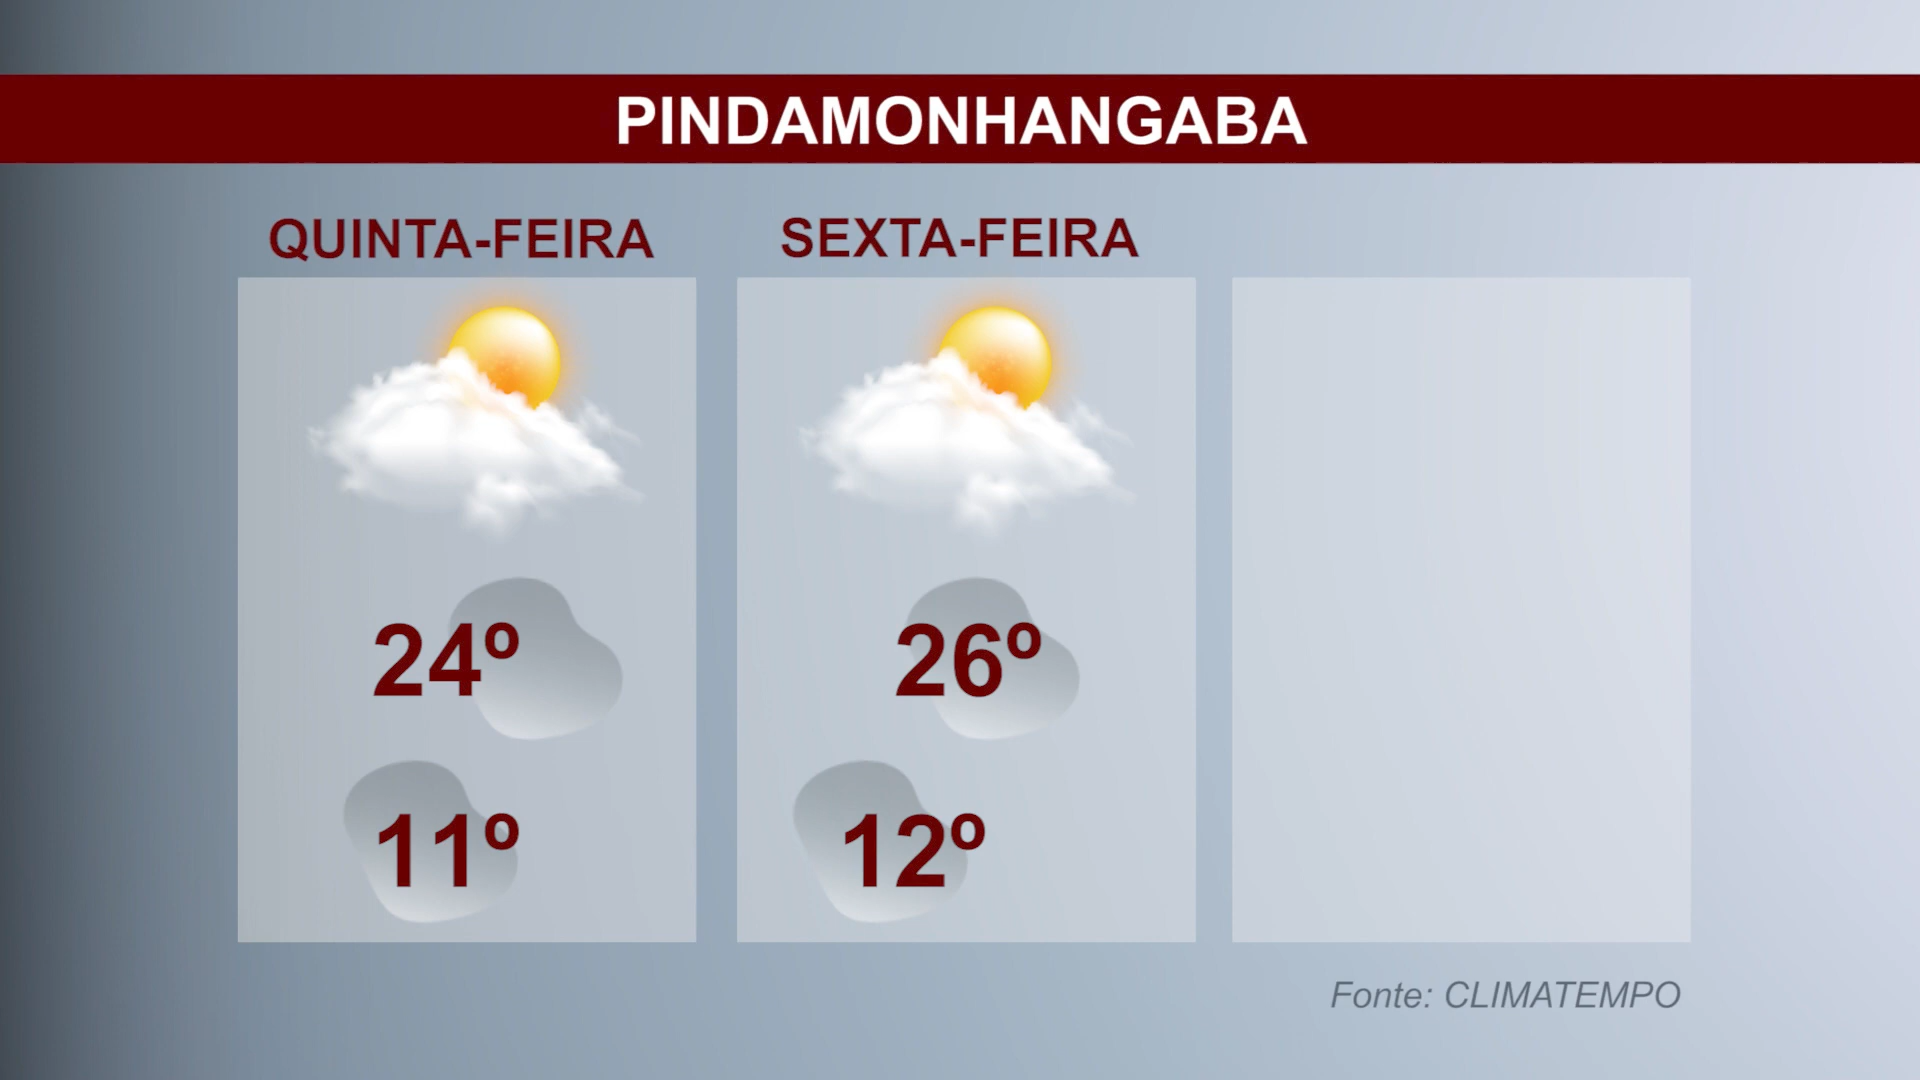 PINDAMONHANGABA
QUINTA-FEIRA
24º
11º
SEXTA-FEIRA
26º
12º
Fonte: CLIMATEMPO